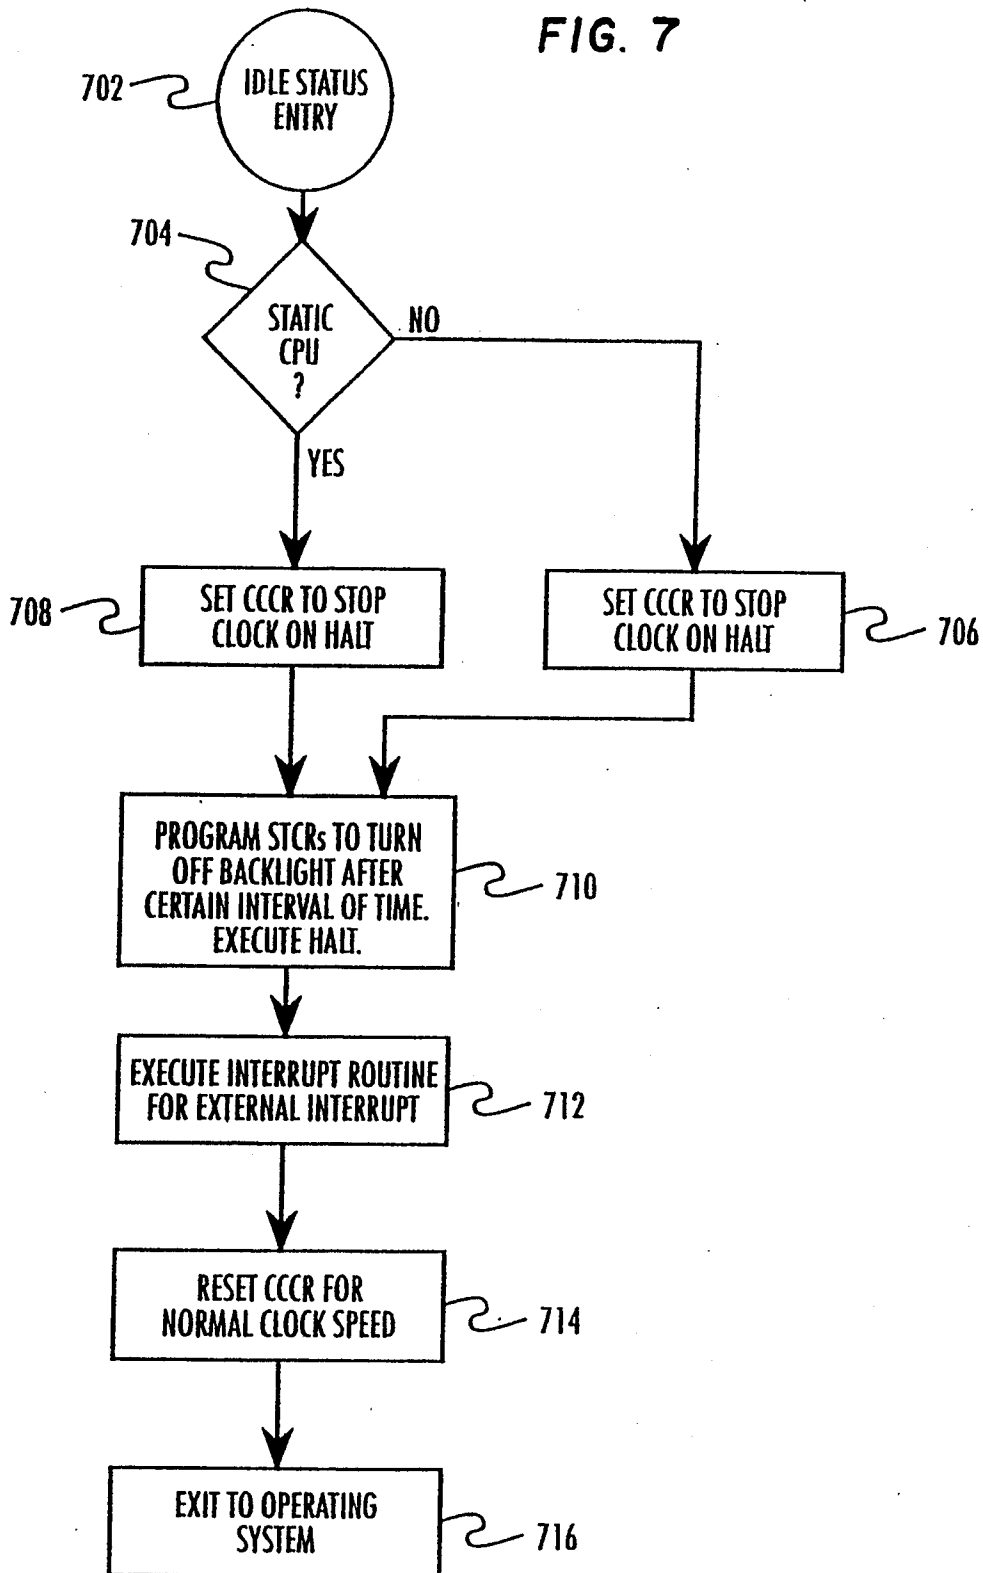 FIG. 7
702
IDLE STATUS
ENTRY
704
STATIC
CPU
?
NO
YES
708
SET CCCR TO STOP
CLOCK ON HALT
SET CCCR TO STOP
CLOCK ON HALT
706
PROGRAM STCRs TO TURN
OFF BACKLIGHT AFTER
CERTAIN INTERVAL OF TIME.
EXECUTE HALT.
710
EXECUTE INTERRUPT ROUTINE
FOR EXTERNAL INTERRUPT
712
RESET CCCR FOR
NORMAL CLOCK SPEED
714
EXIT TO OPERATING
SYSTEM
716